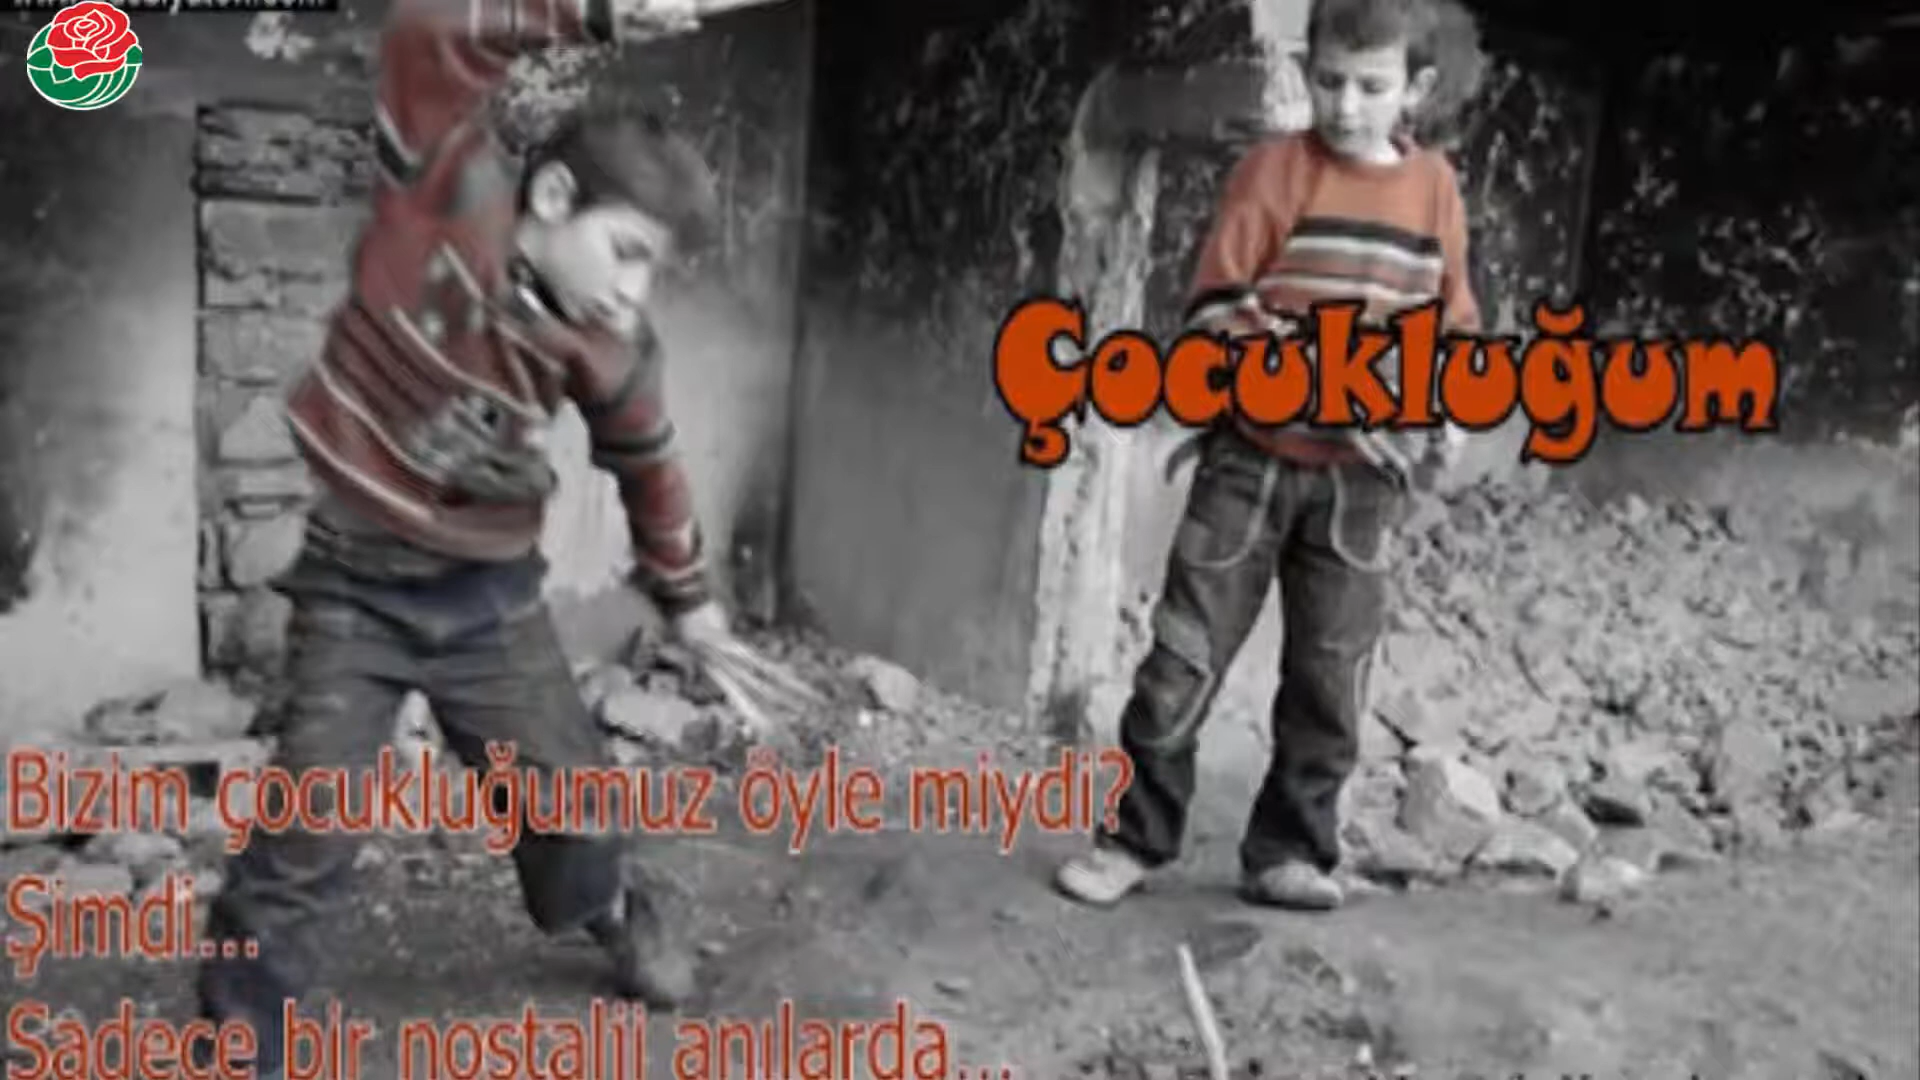 Çocukluğum
Bizim çocukluğumuz öyle miydi?
Şimdi...
Sadece bir nostalji anılarda...